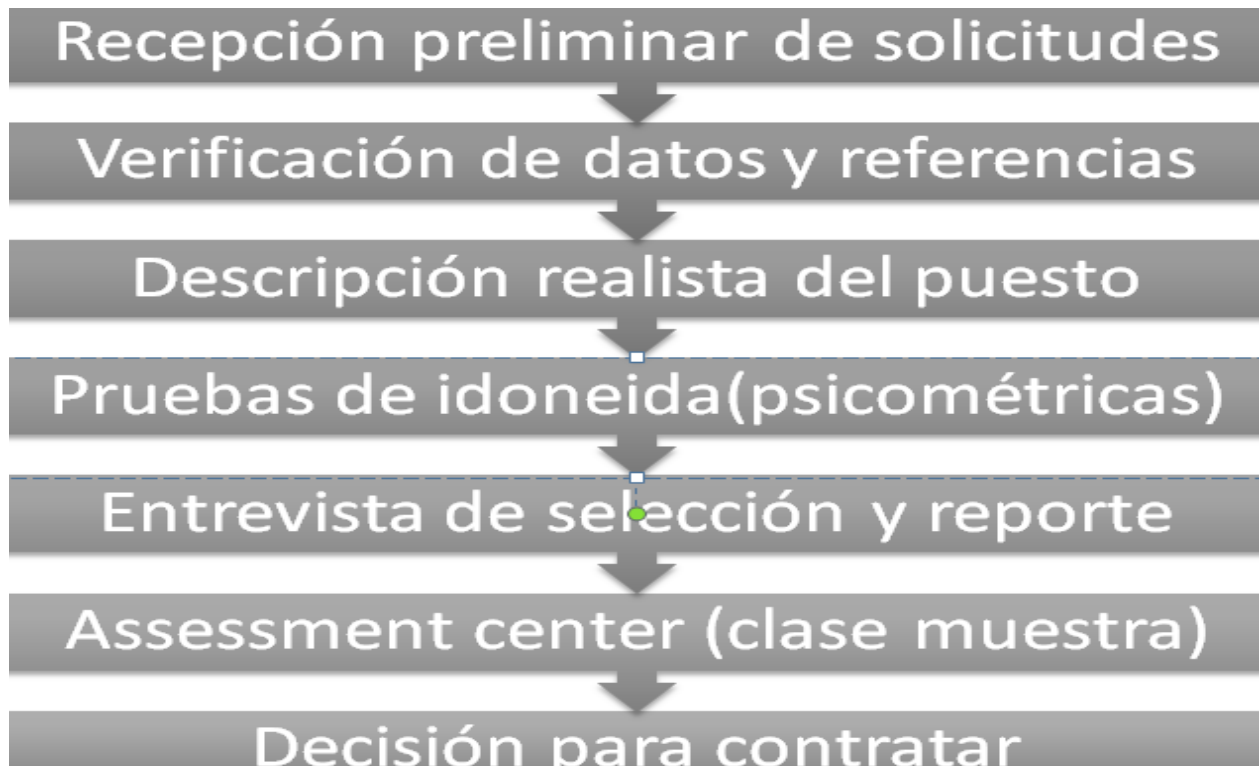 Recepción preliminar de solicitudes
Verificación de datos y referencias
Descripción realista del puesto
Pruebas de idoneida(psicométricas)
Entrevista de selección y reporte
Assessment center (clase muestra)
Decisión para contratar